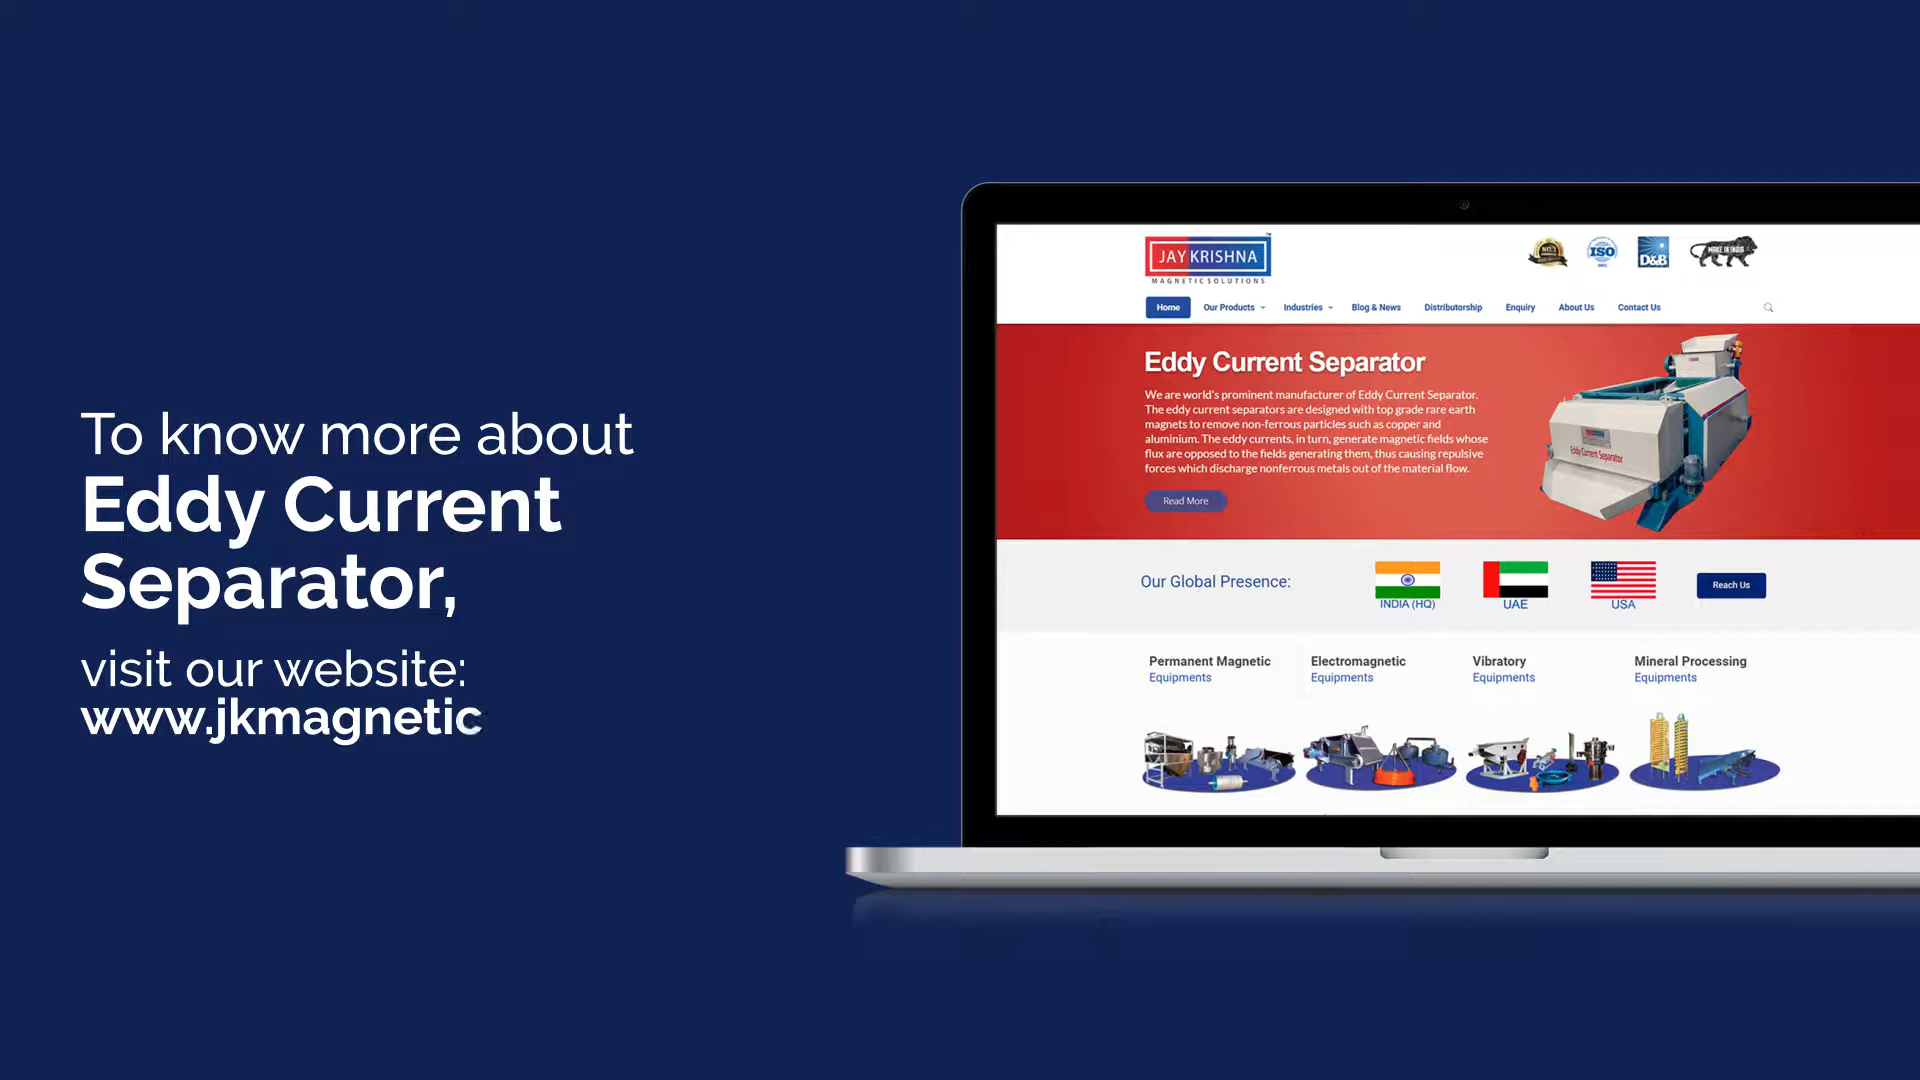 To know more about
Eddy Current
Separator,
visit our website:
www.jkmagnetic
JAY KRISHNA
MAGNETIC SOLUTIONS
NO.1
ISO
D&B
MAKE IN INDIA
Home
Our Products
Industries
Blog & News
Distributorship
Enquiry
About Us
Contact Us
Eddy Current Separator
We are world's prominent manufacturer of Eddy Current Separator.
The eddy current separators are designed with top grade rare earth
magnets to remove non-ferrous particles such as copper and
aluminium. The eddy currents, in turn, generate magnetic fields whose
flux are opposed to the fields generating them, thus causing repulsive
forces which discharge nonferrous metals out of the material flow.
Read More
Eddy Current Separator
Our Global Presence:
INDIA (HQ)
UAE
USA
Reach Us
Permanent Magnetic
Equipments
Electromagnetic
Equipments
Vibratory
Equipments
Mineral Processing
Equipments